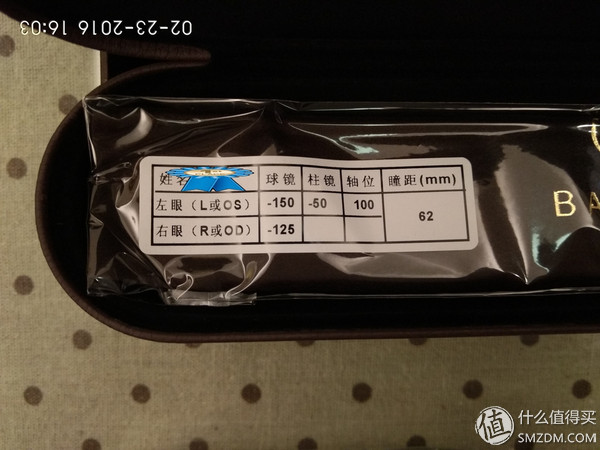 02-23-2016 16:03
姓名 球镜 柱镜 轴位 瞳距(mm)
左眼（L或OS） -150 -50 100 62
右眼（R或OD） -125
BA
值 什么值得买
SMZDM.COM